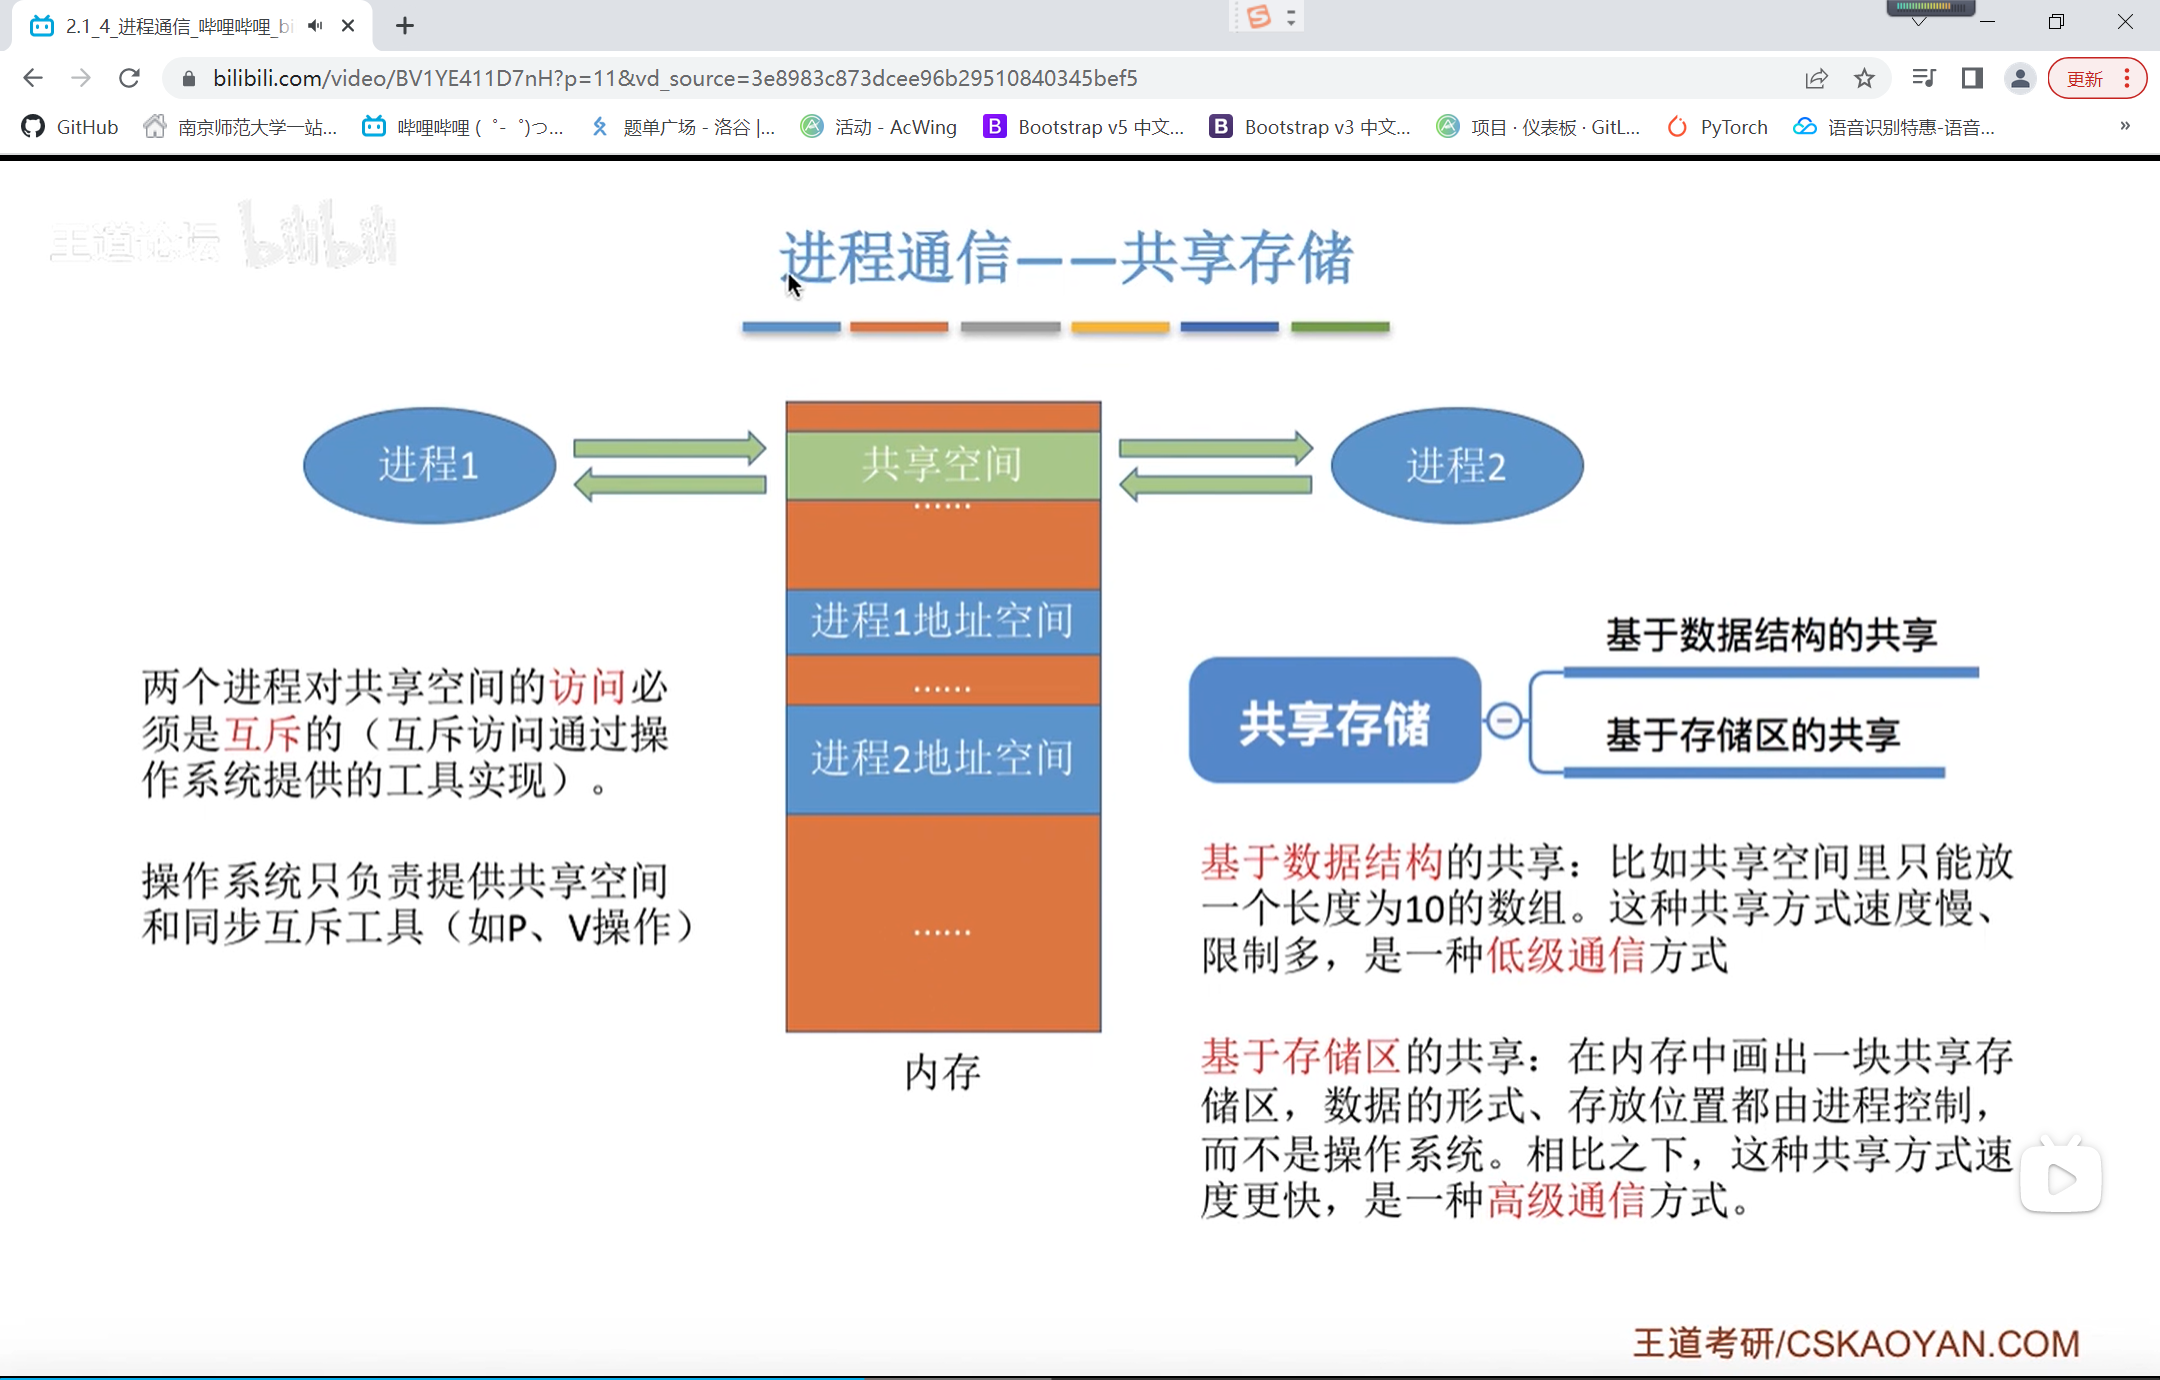 2.1_4_进程通信_哔哩哔哩_bi
bilibili.com/video/BV1YE411D7nH?p=11&vd_source=3e8983c873dcee96b29510840345bef5
更新
GitHub
南京师范大学一站...
哔哩哔哩 ( ゜- ゜)つ...
题单广场 - 洛谷 |...
活动 - AcWing
Bootstrap v5 中文...
Bootstrap v3 中文...
项目 · 仪表板 · GitL...
PyTorch
语音识别特惠-语音...
»
王道论坛 bilibili
进程通信——共享存储
进程1
共享空间
进程2
......
进程1地址空间
......
进程2地址空间
......
内存
两个进程对共享空间的访问必
须是互斥的（互斥访问通过操
作系统提供的工具实现）。
操作系统只负责提供共享空间
和同步互斥工具（如P、V操作）
共享存储
基于数据结构的共享
基于存储区的共享
基于数据结构的共享：比如共享空间里只能放
一个长度为10的数组。这种共享方式速度慢、
限制多，是一种低级通信方式
基于存储区的共享：在内存中画出一块共享存
储区，数据的形式、存放位置都由进程控制，
而不是操作系统。相比之下，这种共享方式速
度更快，是一种高级通信方式。
王道考研/CSKAOYAN.COM